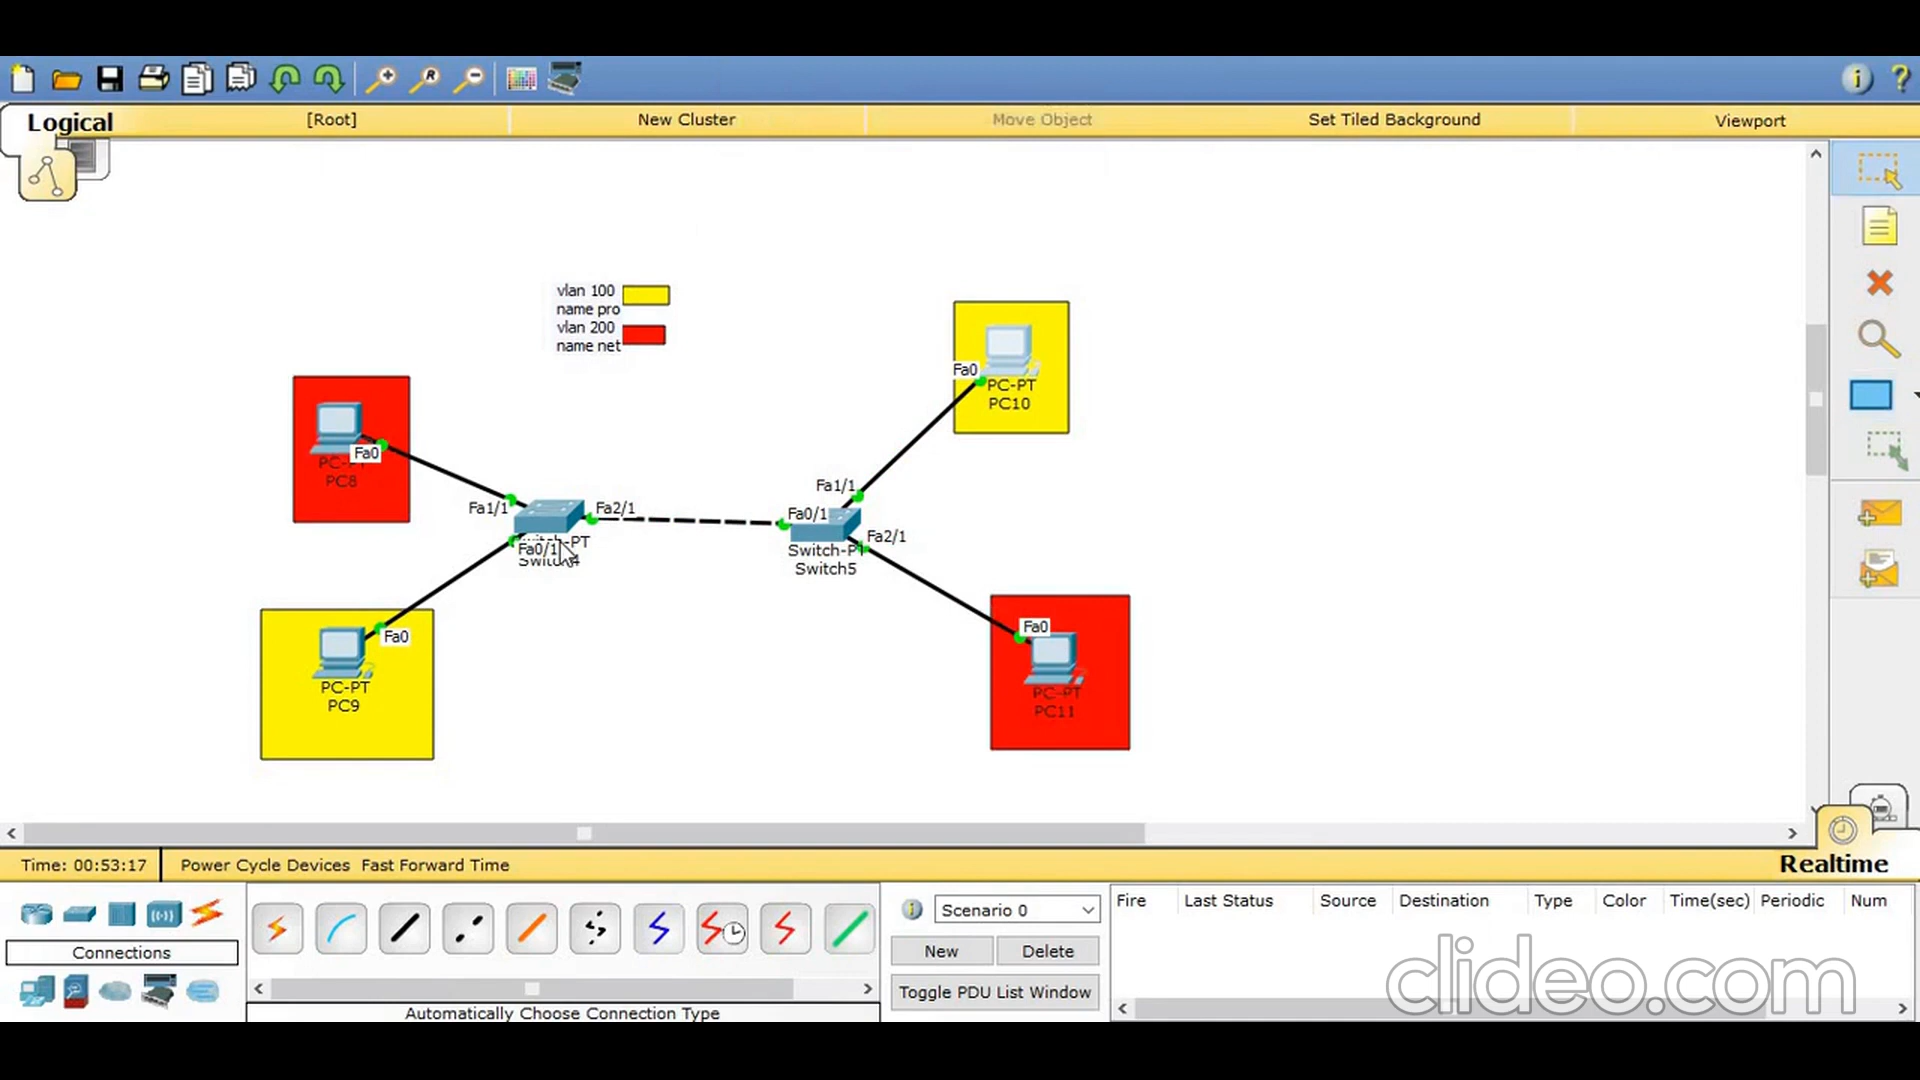 Logical
[Root]
New Cluster
Move Object
Set Tiled Background
Viewport
vlan 100
name pro
vlan 200
name net
Fa0
PC-PT
PC10
Fa0
PC-PT
PC8
Fa1/1
Fa2/1
Fa0/1
Fa1/1
Fa0/1
Fa2/1
Switch-P
Switch5
Fa0
PC-PT
PC9
Fa0
PC-PT
PC11
Time: 00:53:17
Power Cycle Devices Fast Forward Time
Realtime
Connections
Automatically Choose Connection Type
Scenario 0
New
Delete
Toggle PDU List Window
Fire
Last Status
Source
Destination
Type
Color
Time(sec)
Periodic
Num
clideo.com